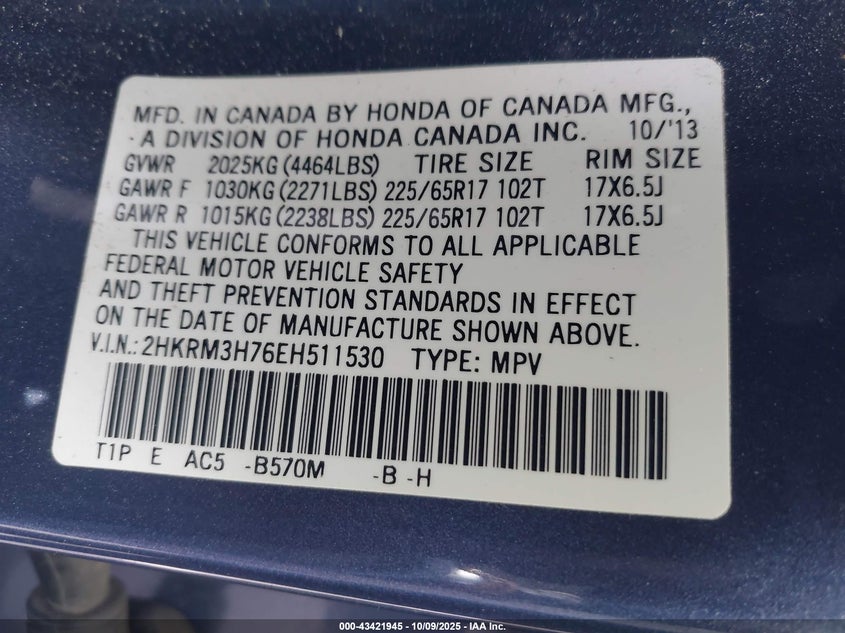 MFD. IN CANADA BY HONDA OF CANADA MFG.,
A DIVISION OF HONDA CANADA INC. 10/'13
GVWR 2025KG (4464LBS) TIRE SIZE RIM SIZE
GAWR F 1030KG (2271LBS) 225/65R17 102T 17X6.5J
GAWR R 1015KG (2238LBS) 225/65R17 102T 17X6.5J
THIS VEHICLE CONFORMS TO ALL APPLICABLE
FEDERAL MOTOR VEHICLE SAFETY
AND THEFT PREVENTION STANDARDS IN EFFECT
ON THE DATE OF MANUFACTURE SHOWN ABOVE.
V.I.N.: 2HKRM3H76EH511530 TYPE: MPV
T1P E AC5 -B570M -B -H
000-43421945 - 10/09/2025 - IAA Inc.